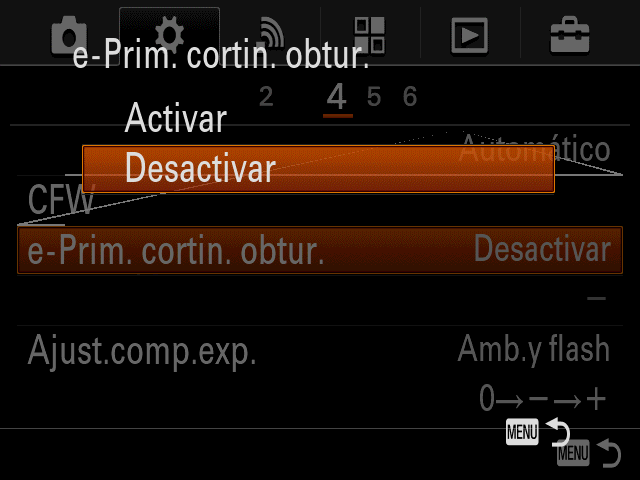 e-Prim. cortin. obtur.
2 4 5 6
Activar
Automático
Desactivar
CFW
e-Prim. cortin. obtur. Desactivar
–
Ajust.comp.exp. Amb.y flash
0→−→+
MENU
MENU